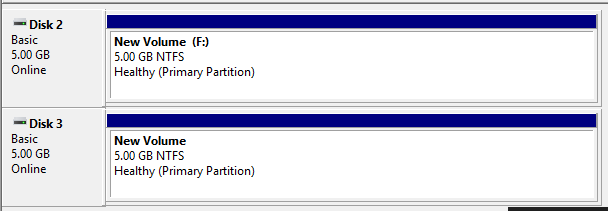 Disk 2
Basic
5.00 GB
Online
New Volume (F:)
5.00 GB NTFS
Healthy (Primary Partition)
Disk 3
Basic
5.00 GB
Online
New Volume
5.00 GB NTFS
Healthy (Primary Partition)